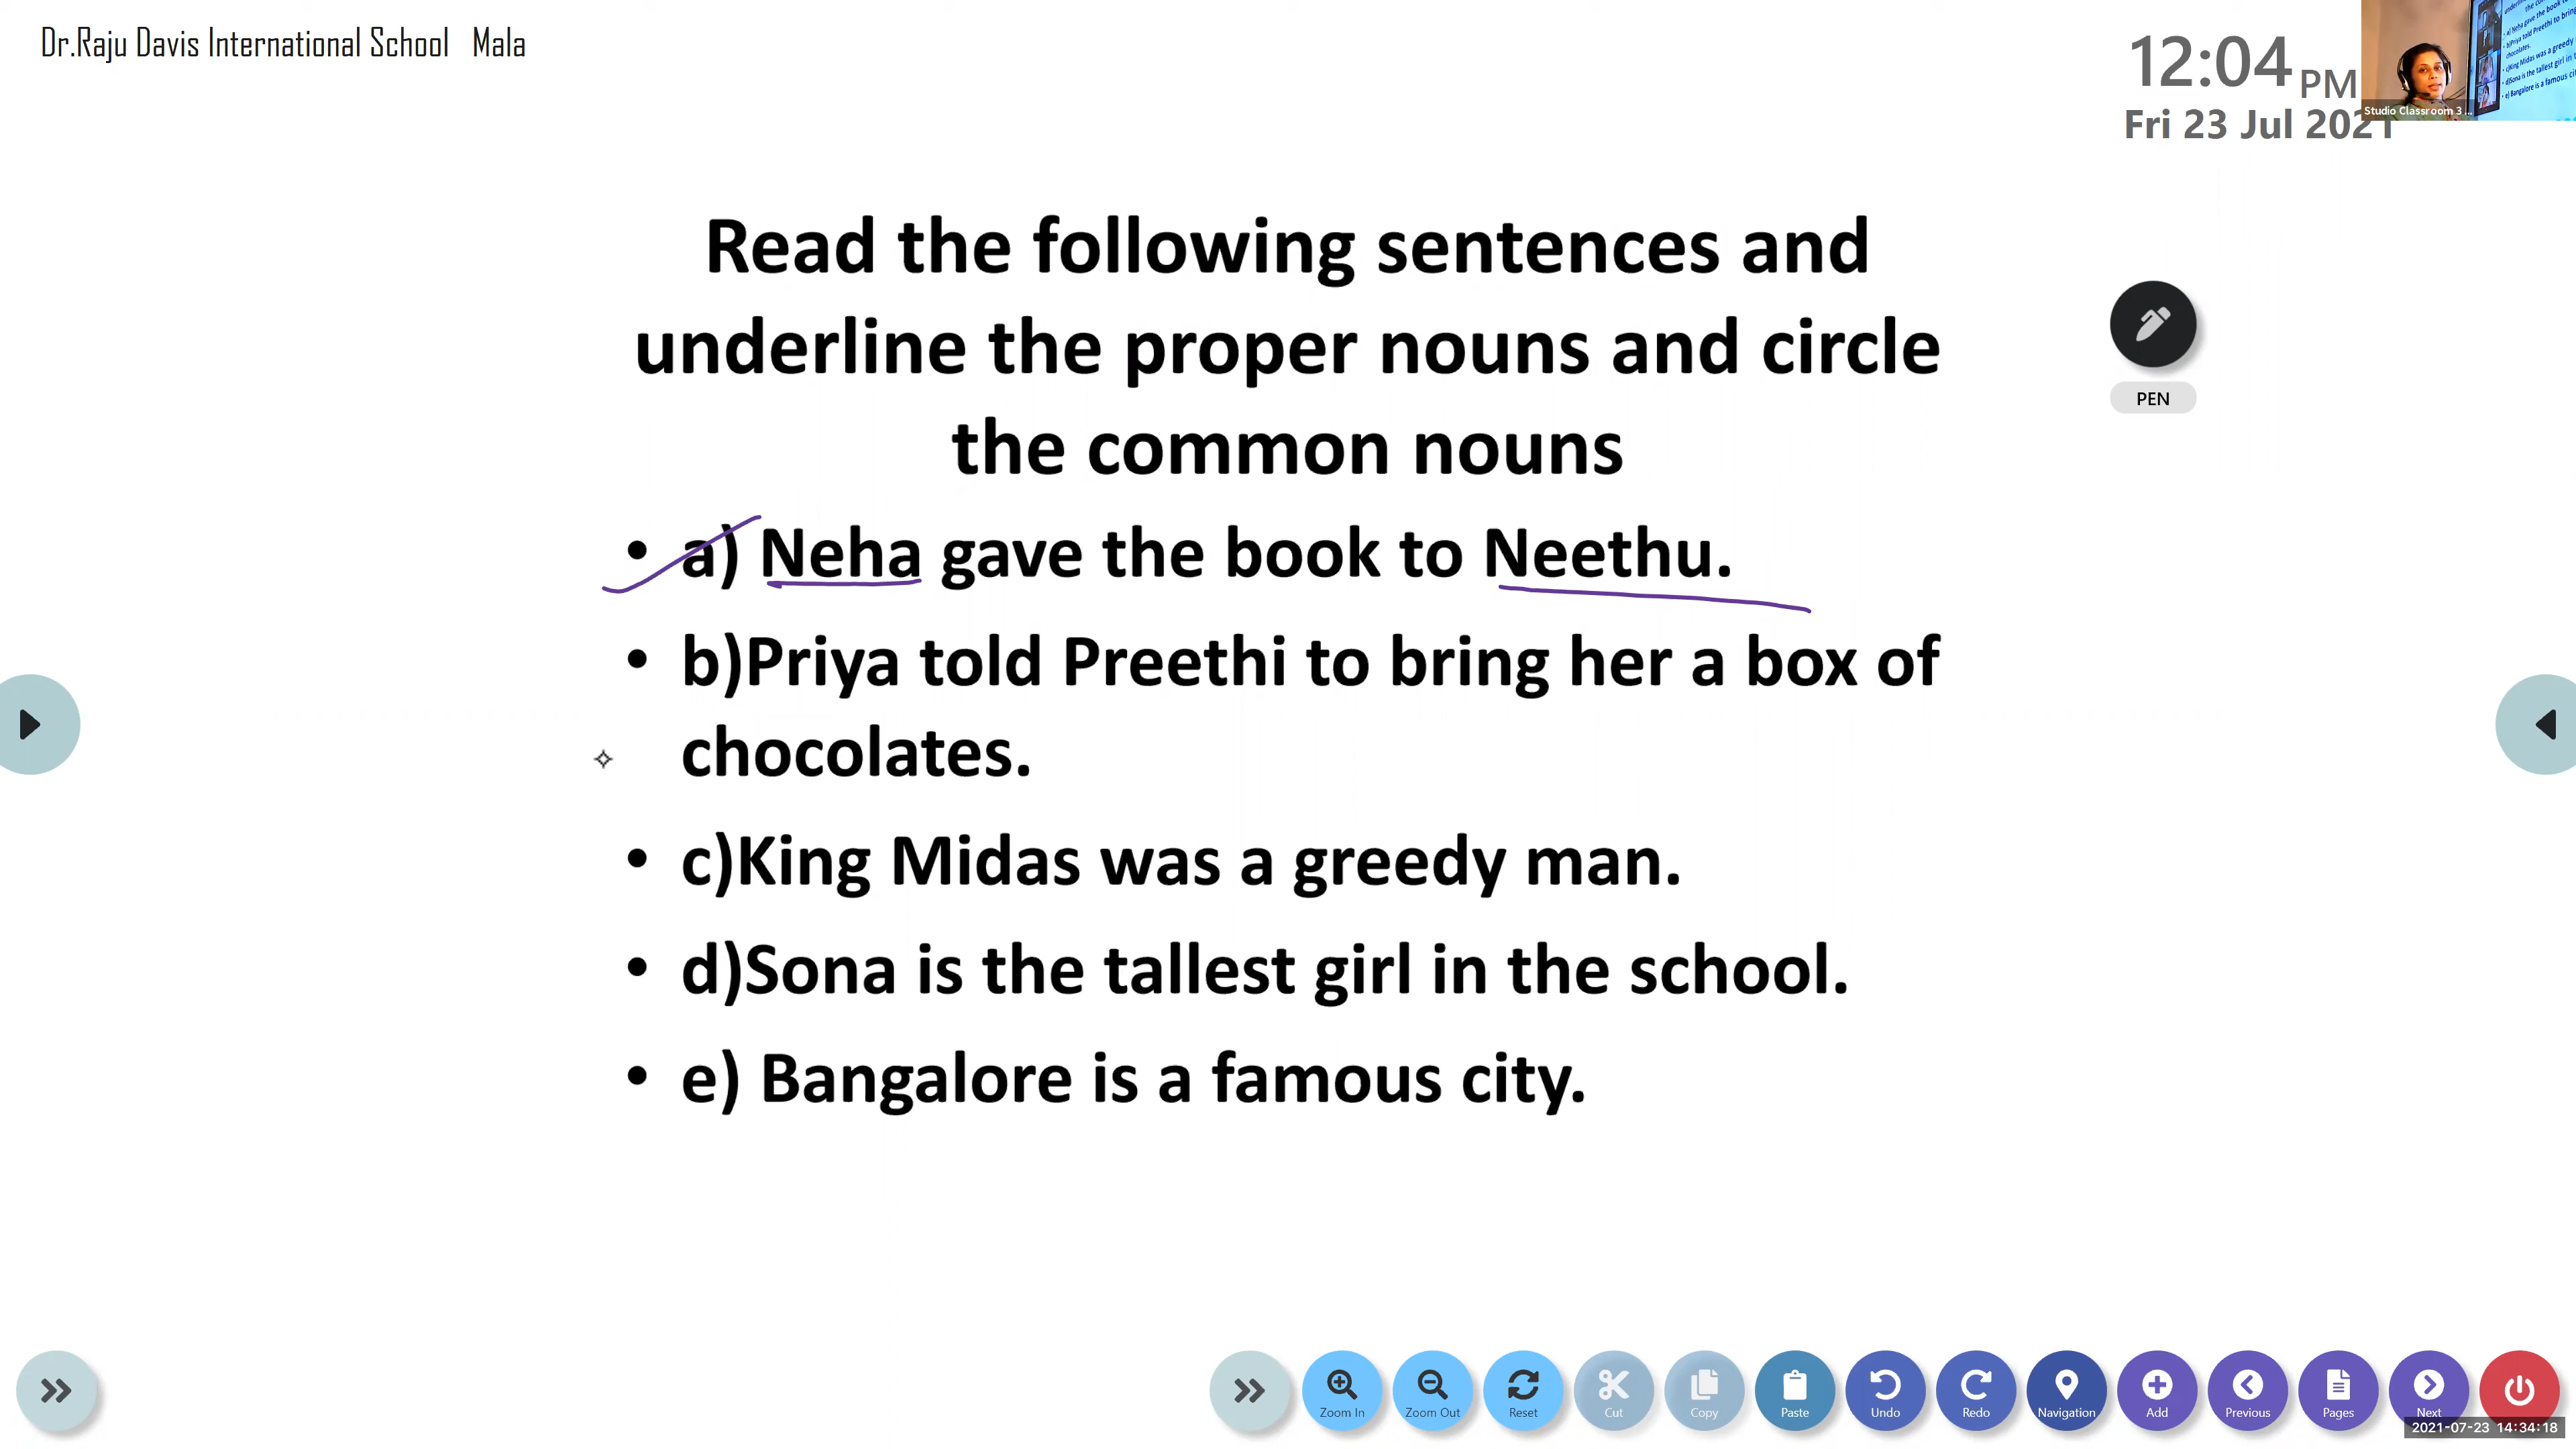 Dr.Raju Davis International School Mala
12:04 PM
Fri 23 Jul 2021
Studio Classroom 3 ...
Read the following sentences and
underline the proper nouns and circle
the common nouns
PEN
• a) Neha gave the book to Neethu.
• b)Priya told Preethi to bring her a box of
chocolates.
• c)King Midas was a greedy man.
• d)Sona is the tallest girl in the school.
• e) Bangalore is a famous city.
Zoom In
Zoom Out
Reset
Cut
Copy
Paste
Undo
Redo
Navigation
Add
Previous
Pages
Next
2021-07-23 14:34:18